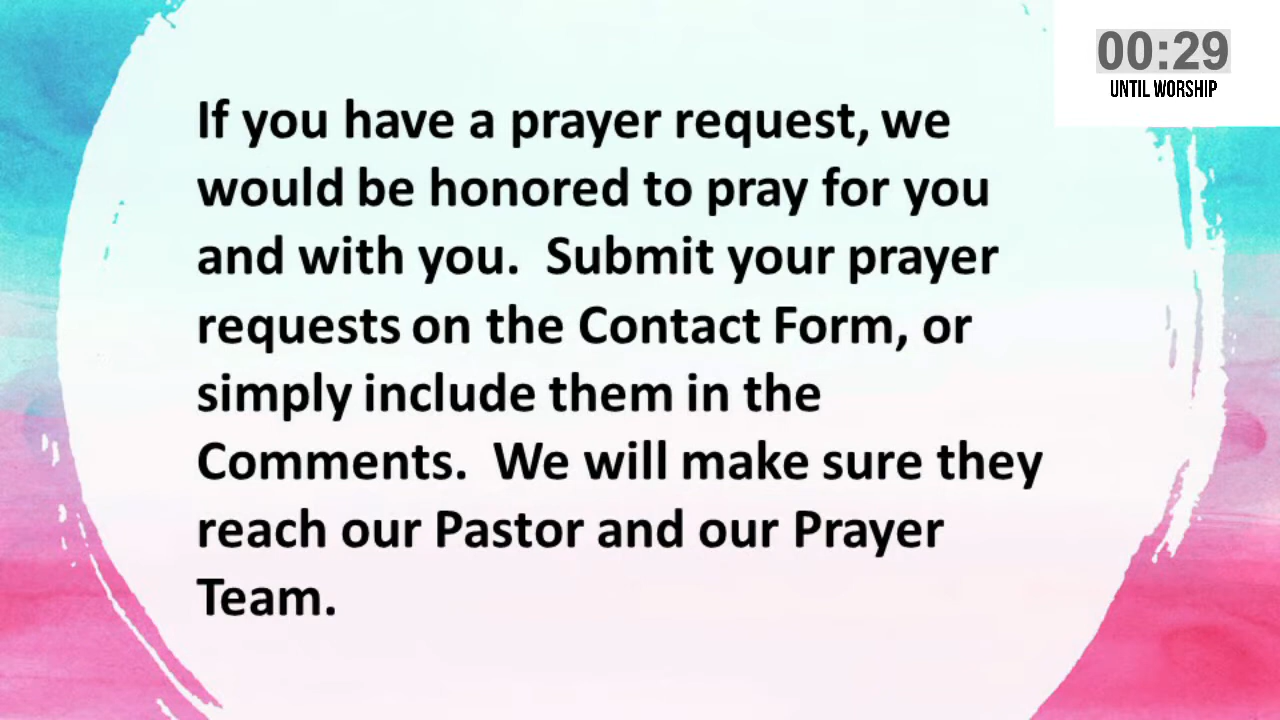 00:29
UNTIL WORSHIP
If you have a prayer request, we
would be honored to pray for you
and with you.  Submit your prayer
requests on the Contact Form, or
simply include them in the
Comments.  We will make sure they
reach our Pastor and our Prayer
Team.